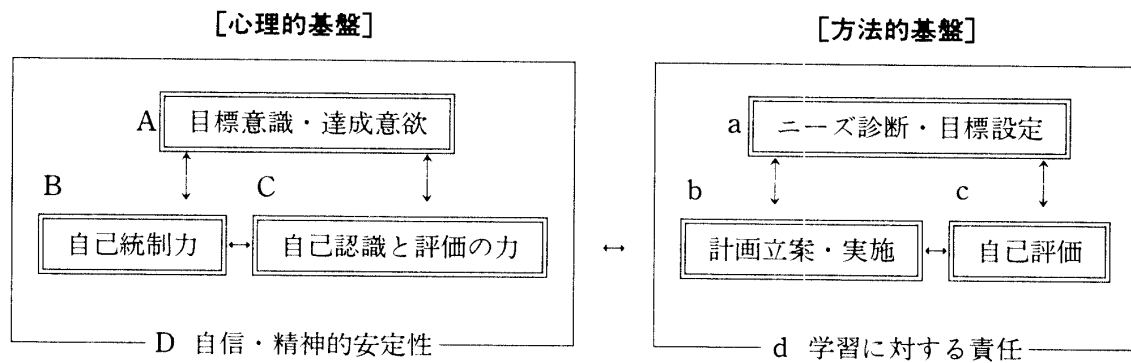 [心理的基盤]
[方法的基盤]
A 目標意識・達成意欲
B
C
自己統制力
自己認識と評価の力
D 自信・精神的安定性
a ニーズ診断・目標設定
b
c
計画立案・実施
自己評価
d 学習に対する責任